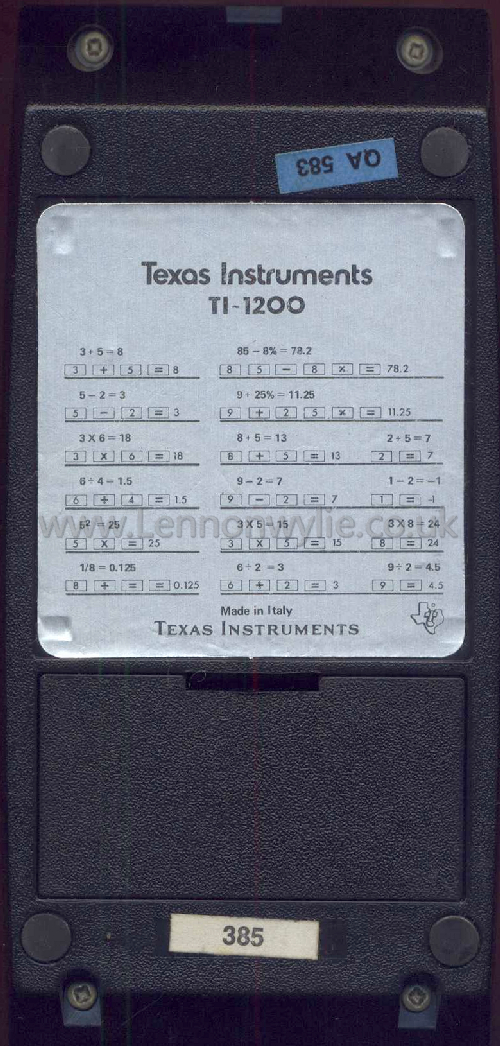 QA 583
Texas Instruments
TI-1200
3 + 5 = 8 85 − 8% = 78.2
3 + 5 = 8 8 5 − 8 × = 78.2
5 − 2 = 3 9 + 25% = 11.25
5 − 2 = 3 9 + 2 5 × = 11.25
3 X 6 = 18 8 + 5 = 13 2 + 5 = 7
3 X 6 = 18 8 + 5 = 13 2 = 7
6 ÷ 4 = 1.5 9 − 2 = 7 1 − 2 = −1
6 ÷ 4 = 1.5 9 − 2 = 7 1 = -1
www.Lennonwylie.co.uk
5² = 25 3 X 5 = 15 3 X 8 = 24
5 X = 25 3 X 5 = 15 8 = 24
1/8 = 0.125 6 ÷ 2 = 3 9 ÷ 2 = 4.5
8 ÷ = = 0.125 6 ÷ 2 = 3 9 = 4.5
Made in Italy
TEXAS INSTRUMENTS
385